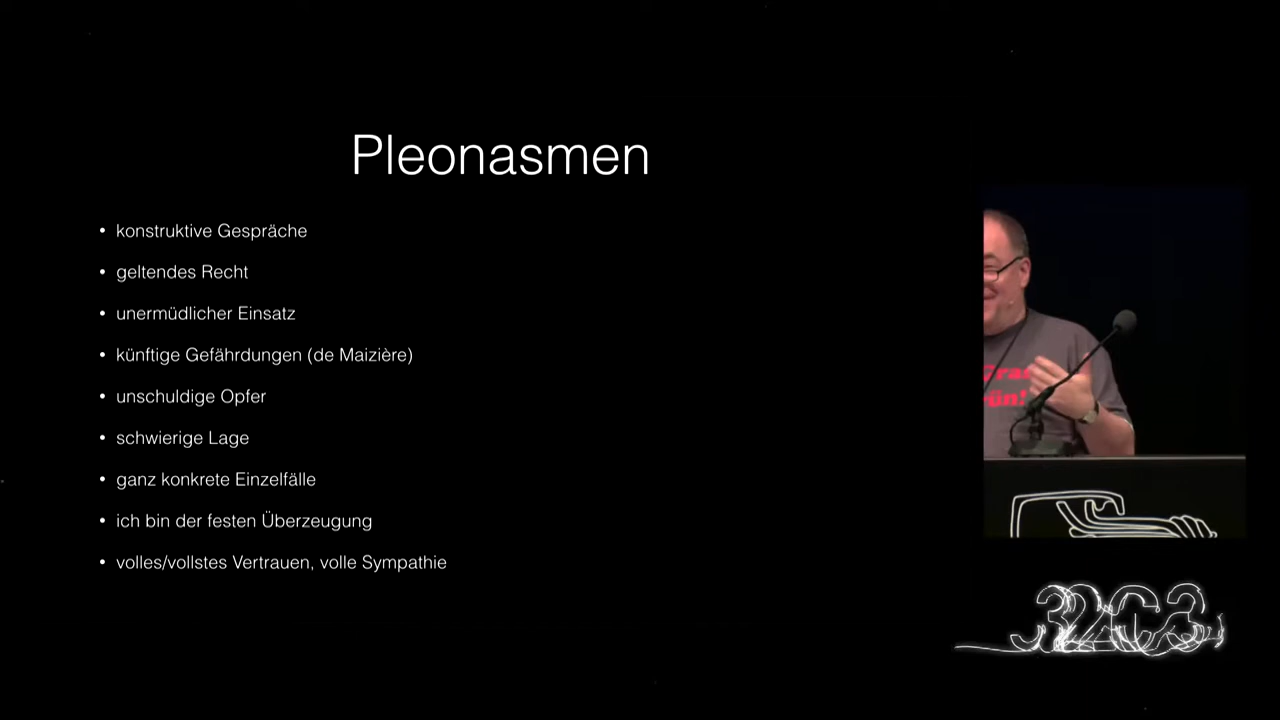 Pleonasmen
• konstruktive Gespräche
• geltendes Recht
• unermüdlicher Einsatz
• künftige Gefährdungen (de Maizière)
• unschuldige Opfer
• schwierige Lage
• ganz konkrete Einzelfälle
• ich bin der festen Überzeugung
• volles/vollstes Vertrauen, volle Sympathie
32C3